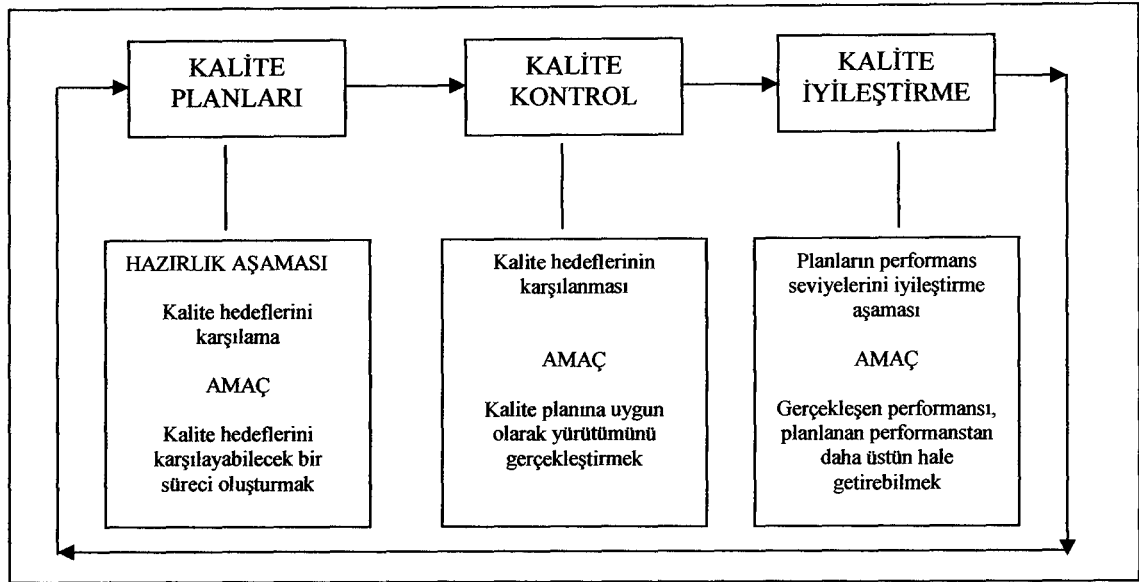 KALİTE
PLANLARI
KALİTE
KONTROL
KALİTE
İYİLEŞTİRME
HAZIRLIK AŞAMASI
Kalite hedeflerini
karşılama
AMAÇ
Kalite hedeflerini
karşılayabilecek bir
süreci oluşturmak
Kalite hedeflerinin
karşılanması
AMAÇ
Kalite planına uygun
olarak yürütümünü
gerçekleştirmek
Planların performans
seviyelerini iyileştirme
aşaması
AMAÇ
Gerçekleşen performansı,
planlanan performanstan
daha üstün hale
getirebilmek